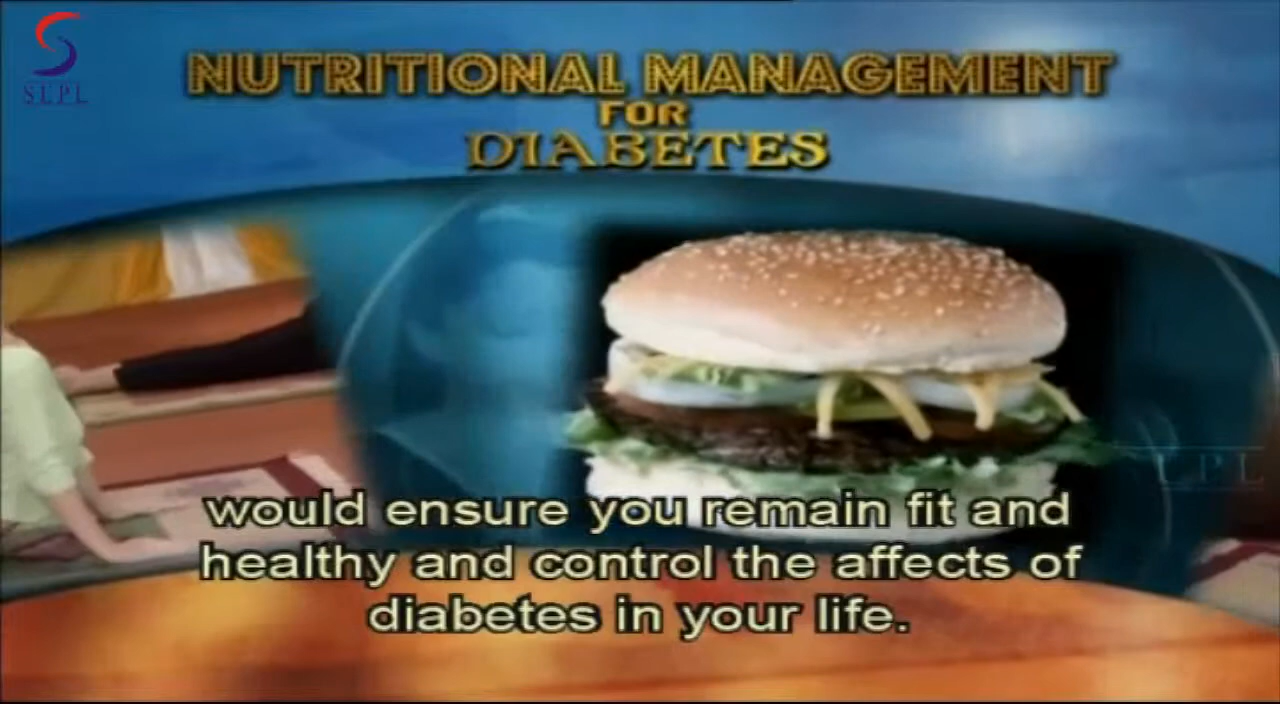 SEPL
NUTRITIONAL MANAGEMENT
FOR
DIABETES
would ensure you remain fit and
healthy and control the affects of
diabetes in your life.